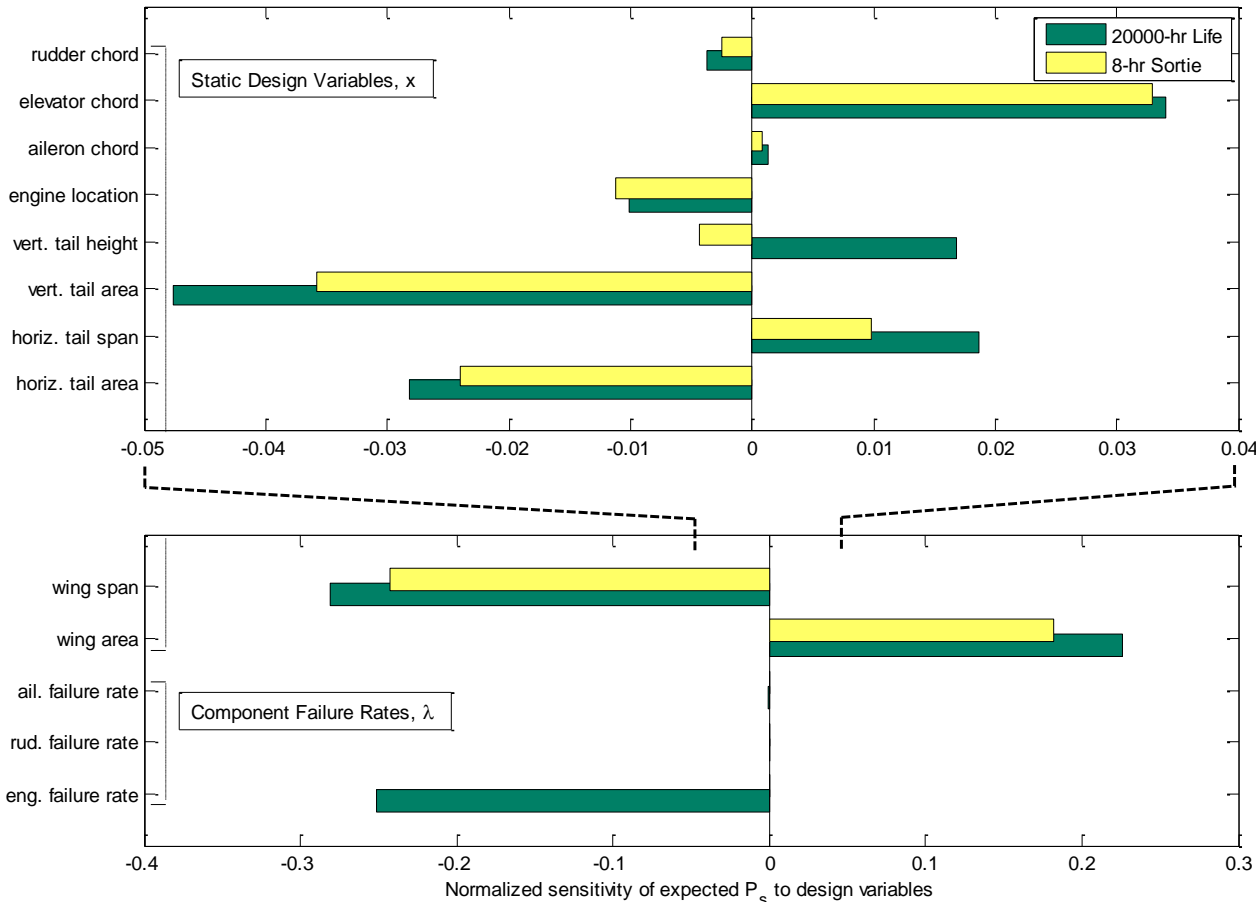 20000-hr Life
8-hr Sortie
rudder chord
Static Design Variables, x
elevator chord
aileron chord
engine location
vert. tail height
vert. tail area
horiz. tail span
horiz. tail area
-0.05 -0.04 -0.03 -0.02 -0.01 0 0.01 0.02 0.03 0.04
wing span
wing area
ail. failure rate
Component Failure Rates, λ
rud. failure rate
eng. failure rate
-0.4 -0.3 -0.2 -0.1 0 0.1 0.2 0.3
Normalized sensitivity of expected Ps to design variables